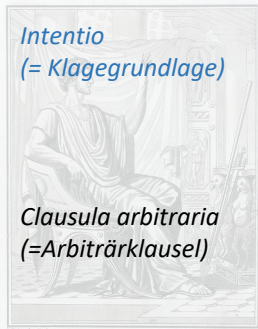 Intentio
(= Klagegrundlage)
Clausula arbitraria
(=Arbiträrklausel)